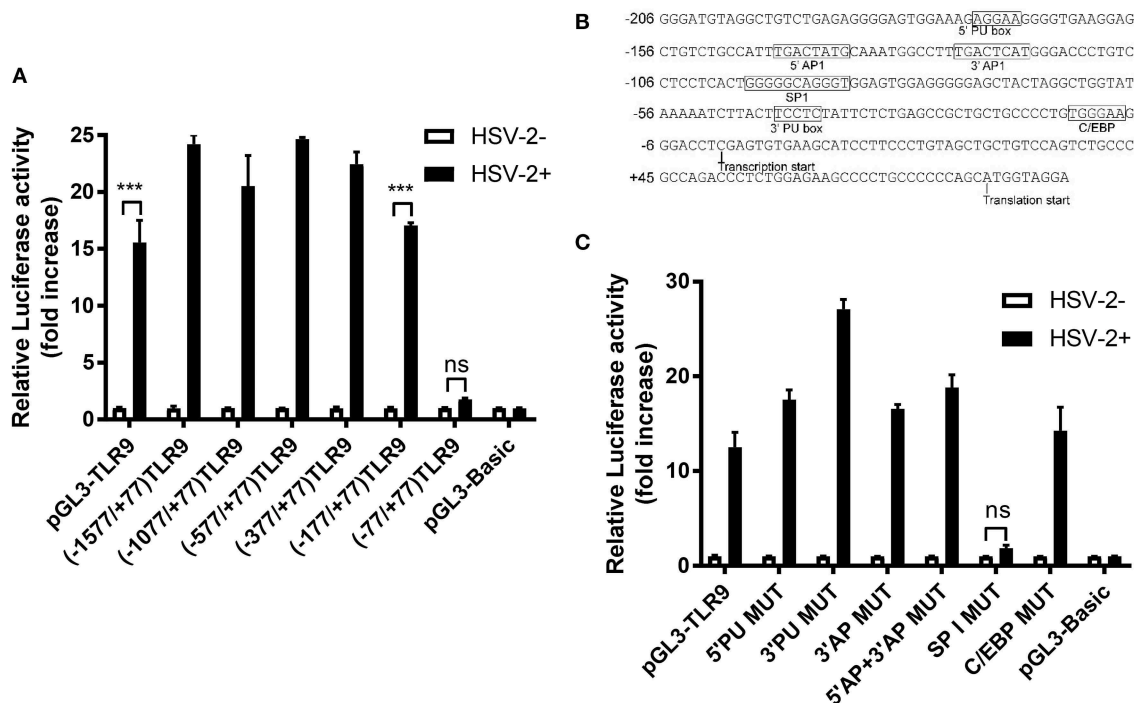 A
Relative Luciferase activity
(fold increase)
25
20
15
10
5
0
HSV-2-
HSV-2+
***
***
ns
pGL3-TLR9
(-1577/+77)TLR9
(-1077/+77)TLR9
(-577/+77)TLR9
(-377/+77)TLR9
(-177/+77)TLR9
(-77/+77)TLR9
pGL3-Basic
B
-206 GGGATGTAGGCTGTCTGAGAGGGGAGTGGAAAGAGGAAGGGGTGAAGGAG
5' PU box
-156 CTGTCTGCCATTTGACTATGCAAATGGCCTTTGACTCATGGGACCCTGTC
5' AP1 3' AP1
-106 CTCCTCACTGGGGGCAGGGTGGAGTGGAGGGGGAGCTACTAGGCTGGTAT
SP1
-56 AAAAATCTTACTTCCTCTATTCTCTGAGCCGCTGCTGCCCCTGTGGGAAG
3' PU box C/EBP
-6 GGACCTCGAGTGTGAAGCATCCTTCCCTGTAGCTGCTGTCCAGTCTGCCC
Transcription start
+45 GCCAGACCCTCTGGAGAAGCCCCTGCCCCCCAGCATGGTAGGA
Translation start
C
Relative Luciferase activity
(fold increase)
30
20
10
0
HSV-2-
HSV-2+
ns
pGL3-TLR9
5'PU MUT
3'PU MUT
3'AP MUT
5'AP+3'AP MUT
SP I MUT
C/EBP MUT
pGL3-Basic